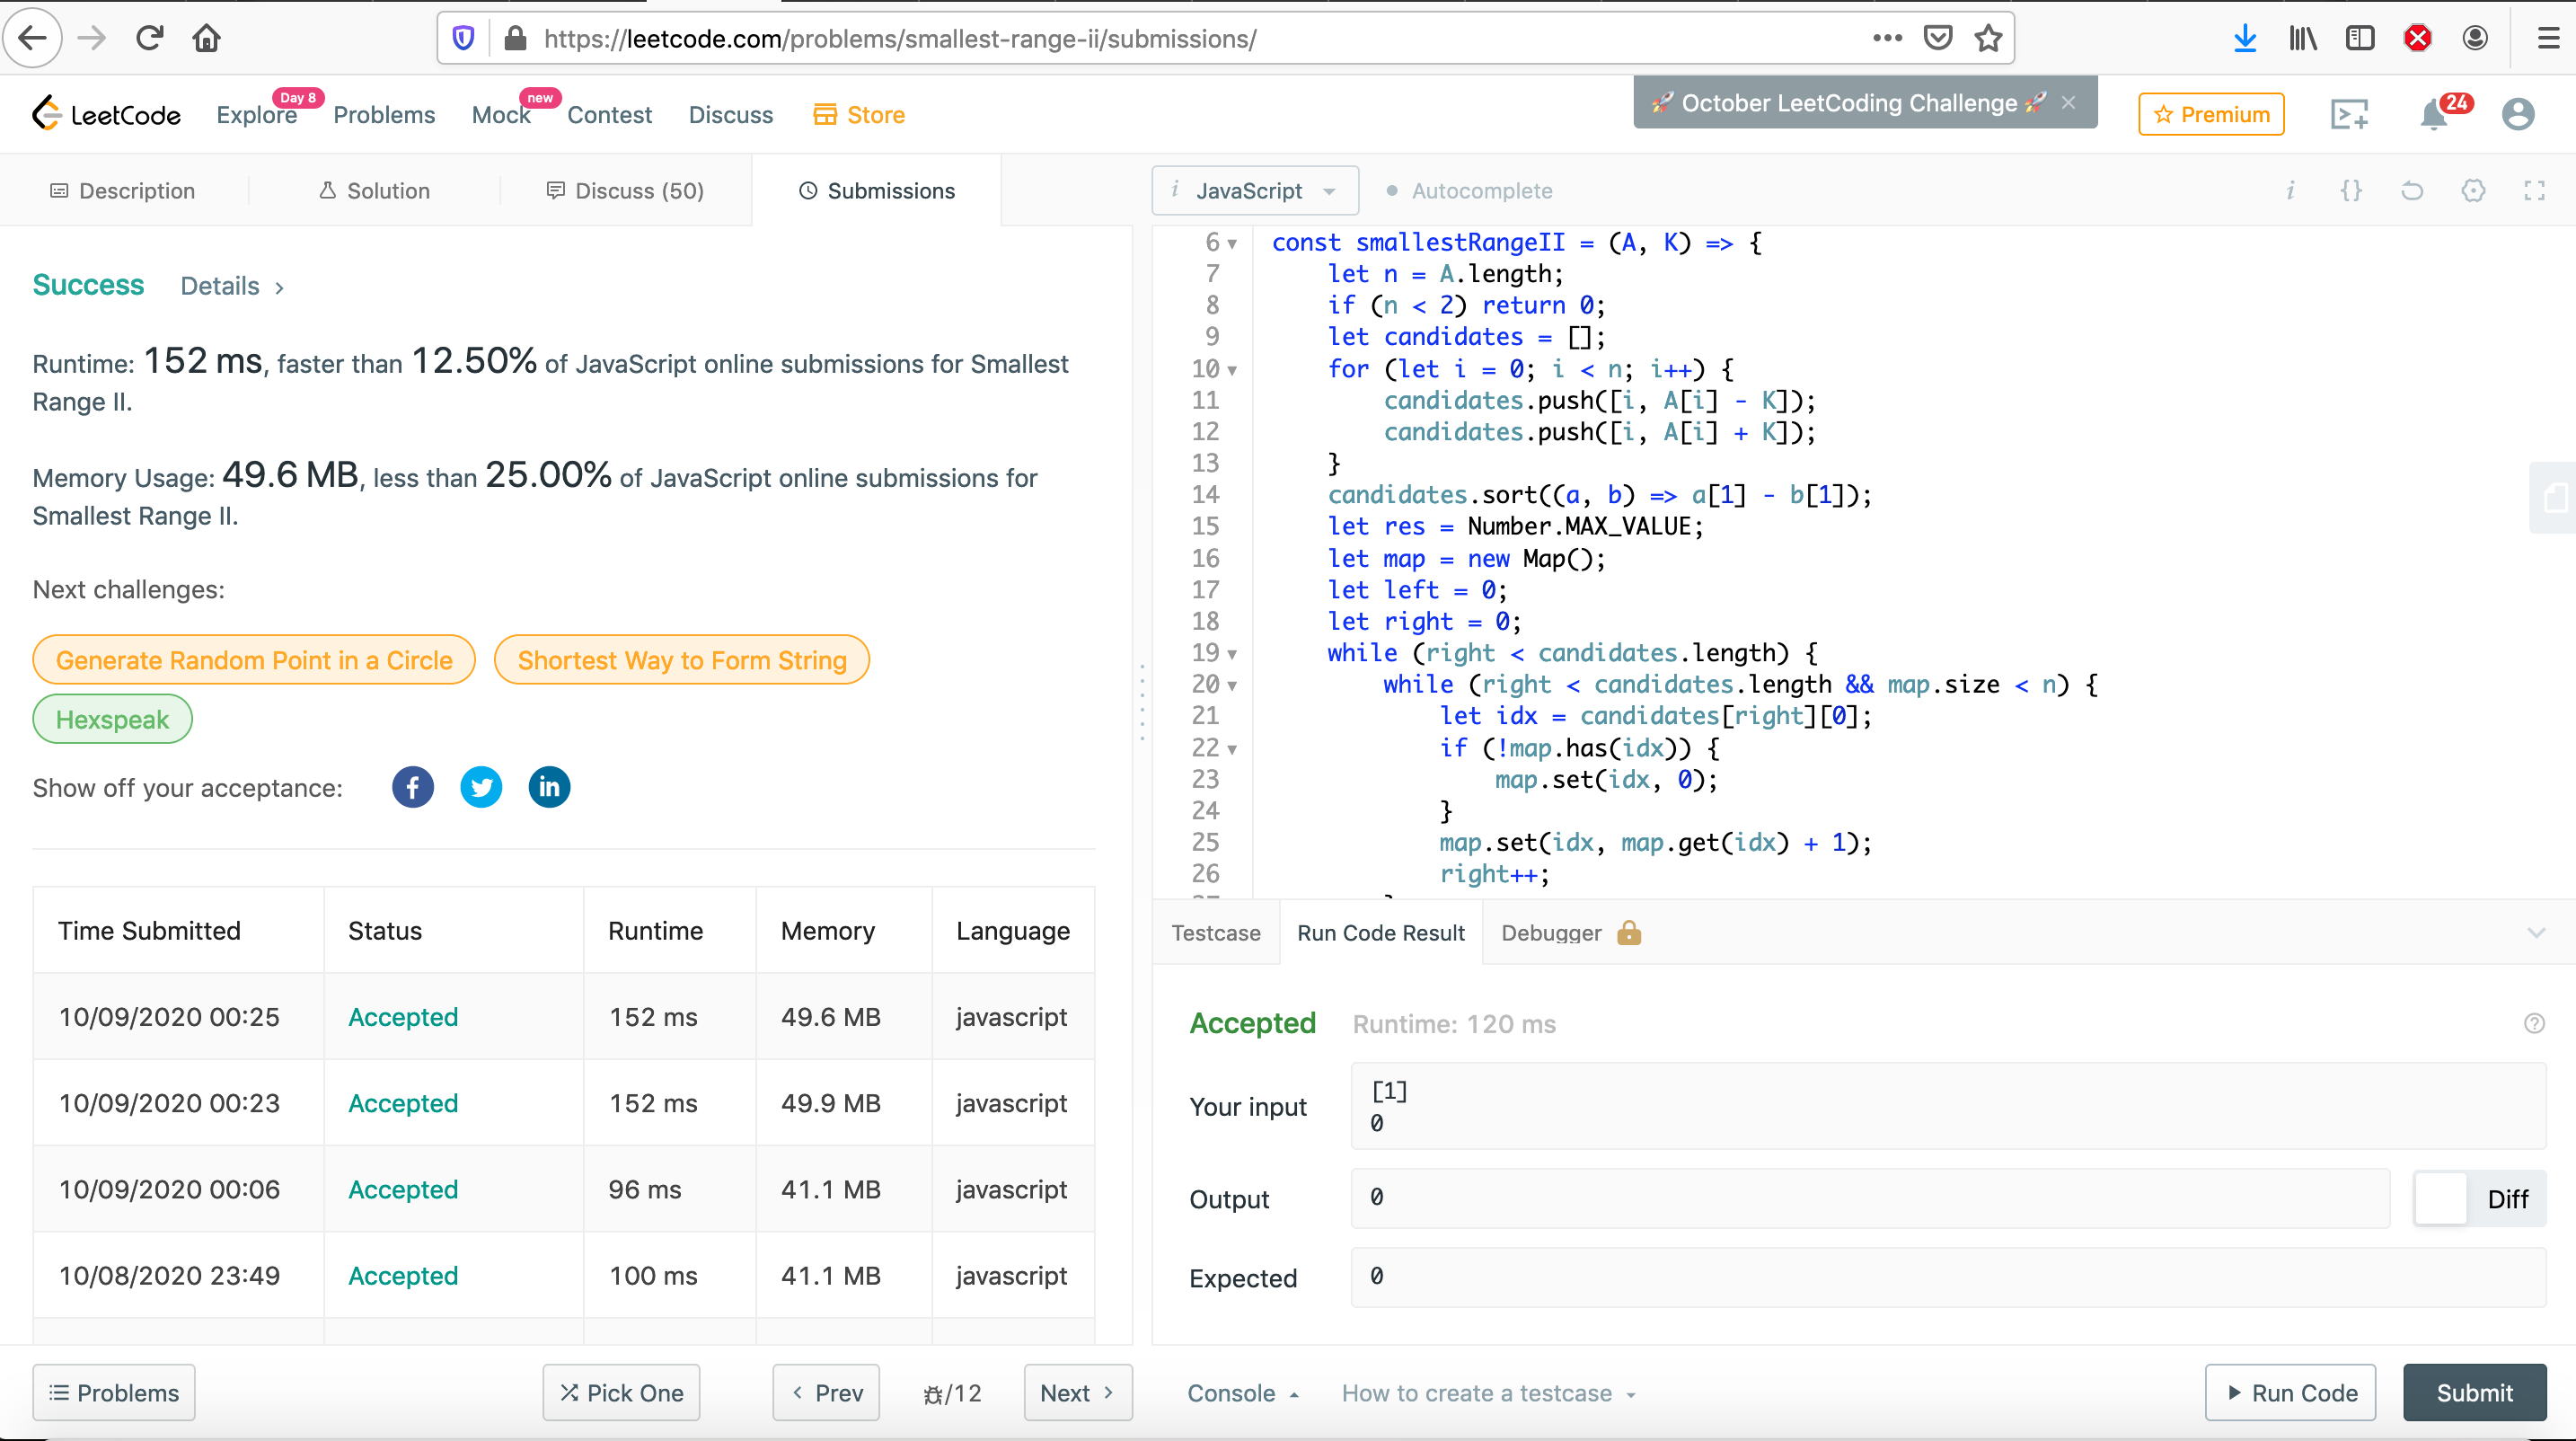 https://leetcode.com/problems/smallest-range-ii/submissions/
LeetCode
Explore
Day 8
Problems
Mock
new
Contest
Discuss
Store
🚀 October LeetCoding Challenge 🚀
Premium
24
Description
Solution
Discuss (50)
Submissions
i JavaScript
Autocomplete
Success Details >
Runtime: 152 ms, faster than 12.50% of JavaScript online submissions for Smallest
Range II.
Memory Usage: 49.6 MB, less than 25.00% of JavaScript online submissions for
Smallest Range II.
Next challenges:
Generate Random Point in a Circle
Shortest Way to Form String
Hexspeak
Show off your acceptance:
Time Submitted Status Runtime Memory Language
10/09/2020 00:25 Accepted 152 ms 49.6 MB javascript
10/09/2020 00:23 Accepted 152 ms 49.9 MB javascript
10/09/2020 00:06 Accepted 96 ms 41.1 MB javascript
10/08/2020 23:49 Accepted 100 ms 41.1 MB javascript
6 const smallestRangeII = (A, K) => {
7 let n = A.length;
8 if (n < 2) return 0;
9 let candidates = [];
10 for (let i = 0; i < n; i++) {
11 candidates.push([i, A[i] - K]);
12 candidates.push([i, A[i] + K]);
13 }
14 candidates.sort((a, b) => a[1] - b[1]);
15 let res = Number.MAX_VALUE;
16 let map = new Map();
17 let left = 0;
18 let right = 0;
19 while (right < candidates.length) {
20 while (right < candidates.length && map.size < n) {
21 let idx = candidates[right][0];
22 if (!map.has(idx)) {
23 map.set(idx, 0);
24 }
25 map.set(idx, map.get(idx) + 1);
26 right++;
Testcase
Run Code Result
Debugger
Accepted Runtime: 120 ms
Your input
[1]
0
Output
0
Diff
Expected
0
Problems
Pick One
Prev
/12
Next
Console
How to create a testcase
Run Code
Submit